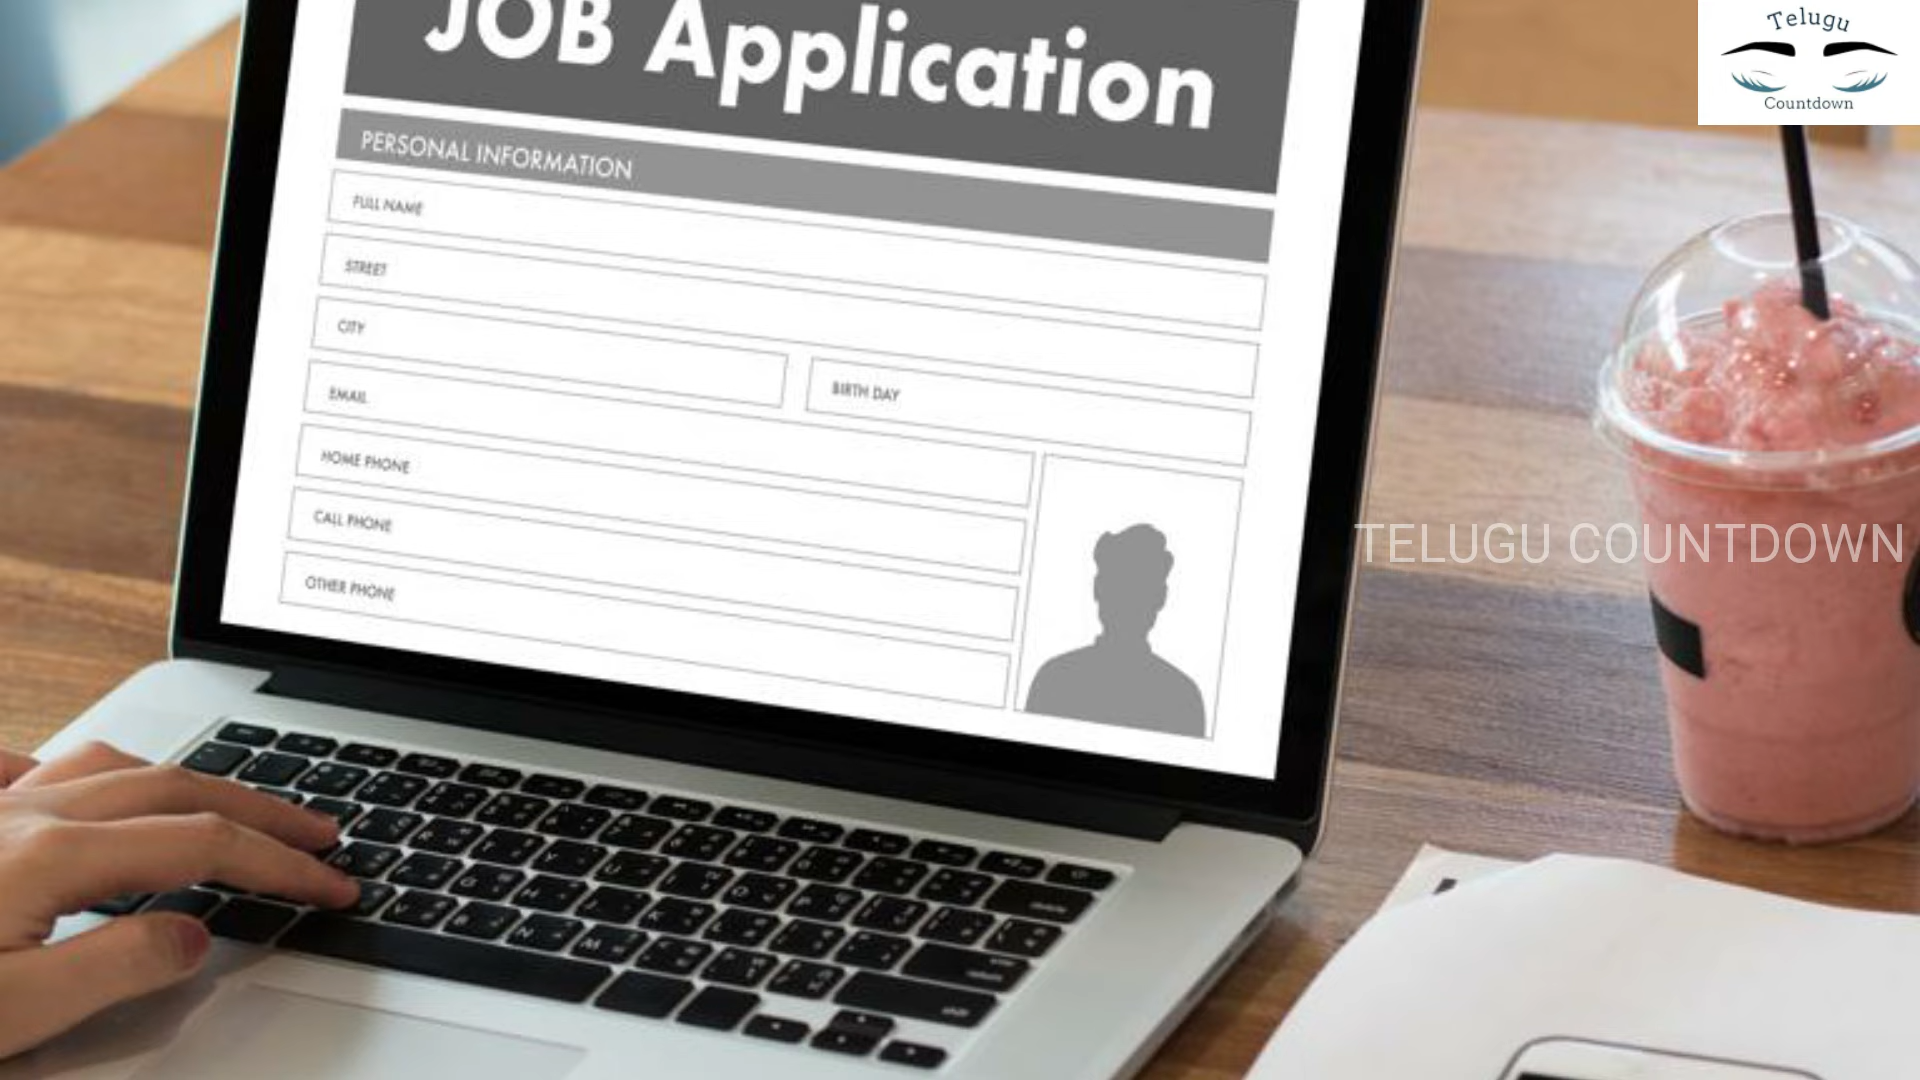 Telugu
Countdown
JOB Application
PERSONAL INFORMATION
FULL NAME
STREET
CITY
BIRTH DAY
EMAIL
HOME PHONE
CALL PHONE
OTHER PHONE
TELUGU COUNTDOWN